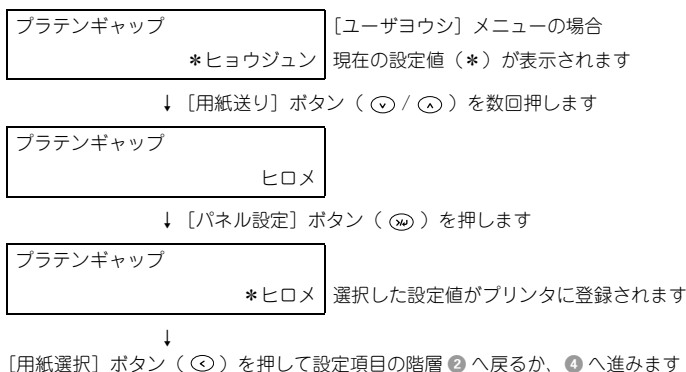 プラテンギャップ
［ユーザヨウシ］メニューの場合
＊ヒョウジュン
現在の設定値（＊）が表示されます
↓［用紙送り］ボタン（ / ）を数回押します
プラテンギャップ
ヒロメ
↓［パネル設定］ボタン（ ）を押します
プラテンギャップ
＊ヒロメ
選択した設定値がプリンタに登録されます
↓
［用紙選択］ボタン（ ）を押して設定項目の階層 2 へ戻るか、4 へ進みます